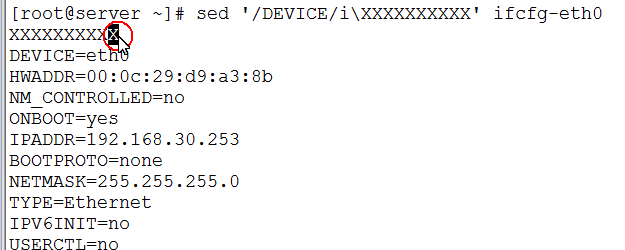 [root@server ~]# sed '/DEVICE/i\XXXXXXXXXX' ifcfg-eth0
XXXXXXXXXX
DEVICE=eth0
HWADDR=00:0c:29:d9:a3:8b
NM_CONTROLLED=no
ONBOOT=yes
IPADDR=192.168.30.253
BOOTPROTO=none
NETMASK=255.255.255.0
TYPE=Ethernet
IPV6INIT=no
USERCTL=no